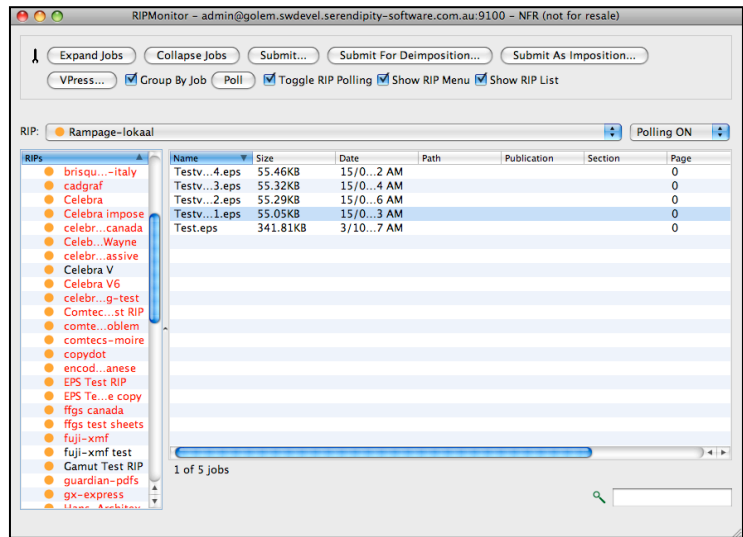 RIPMonitor – admin@golem.swdevel.serendipity-software.com.au:9100 – NFR (not for resale)
Expand Jobs Collapse Jobs Submit... Submit For Deimposition... Submit As Imposition...
VPress... Group By Job Poll Toggle RIP Polling Show RIP Menu Show RIP List
RIP: Rampage-lokaal Polling ON
RIPs Name Size Date Path Publication Section Page
brisqu...-italy Testv...4.eps 55.46KB 15/0...2 AM 0
cadgraf Testv...3.eps 55.32KB 15/0...4 AM 0
Celebra Testv...2.eps 55.29KB 15/0...6 AM 0
Celebra impose Testv...1.eps 55.05KB 15/0...3 AM 0
celebr...canada Test.eps 341.81KB 3/10...7 AM 0
Celeb...Wayne
celebr...assive
Celebra V
Celebra V6
celebr...g-test
Comtec...st RIP
comte...oblem
comtecs-moire
copydot
encod...anese
EPS Test RIP
EPS Te...e copy
ffgs canada
ffgs test sheets
fuji-xmf
fuji-xmf test
Gamut Test RIP
guardian-pdfs
gx-express
1 of 5 jobs